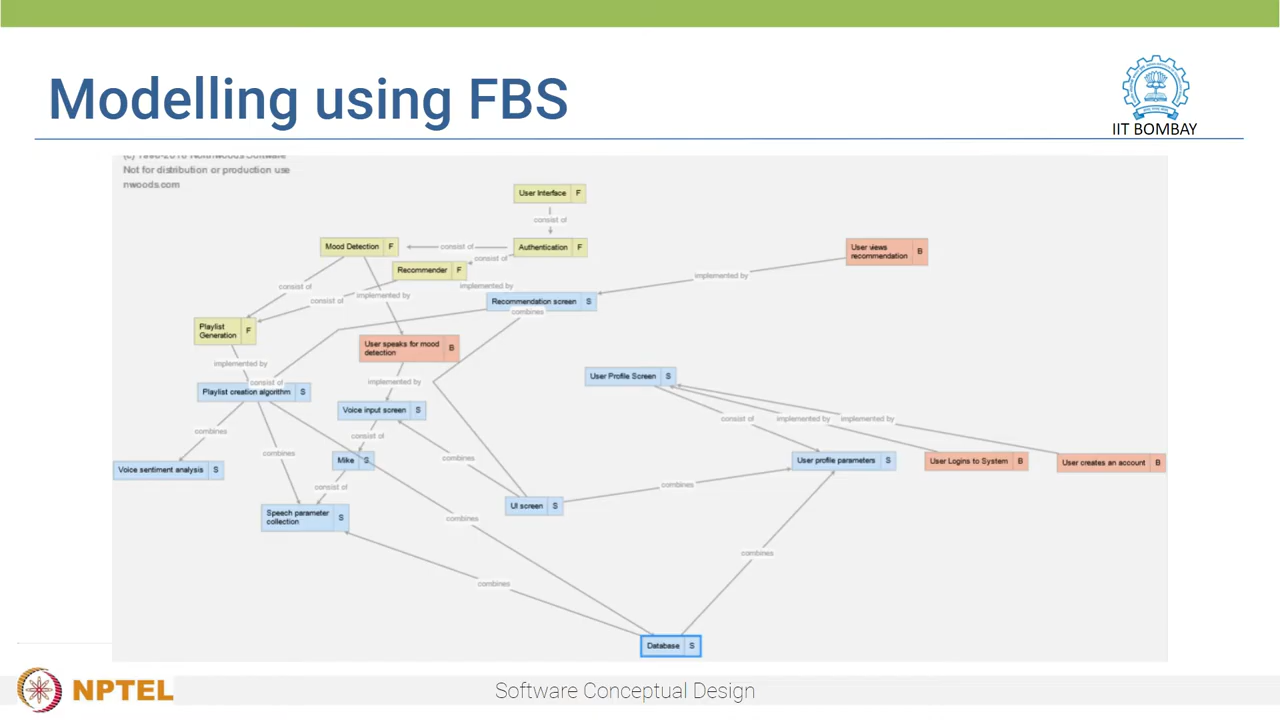 Modelling using FBS
IIT BOMBAY
(c) 1998-2018 Northwoods Software
Not for distribution or production use
nwoods.com
User Interface F
consist of
Mood Detection F
consist of
Authentication F
User views
recommendation B
consist of
Recommender F
implemented by
consist of
implemented by
implemented by
consist of
Recommendation screen S
combines
Playlist
Generation F
User speaks for mood
detection B
implemented by
User Profile Screen S
consist of
implemented by
Playlist creation algorithm S
Voice input screen S
consist of
implemented by
implemented by
combines
consist of
combines
combines
Voice sentiment analysis S
Mike S
User profile parameters S
User Logins to System B
User creates an account B
consist of
combines
Speech parameter
collection S
UI screen S
combines
combines
combines
Database S
NPTEL
Software Conceptual Design